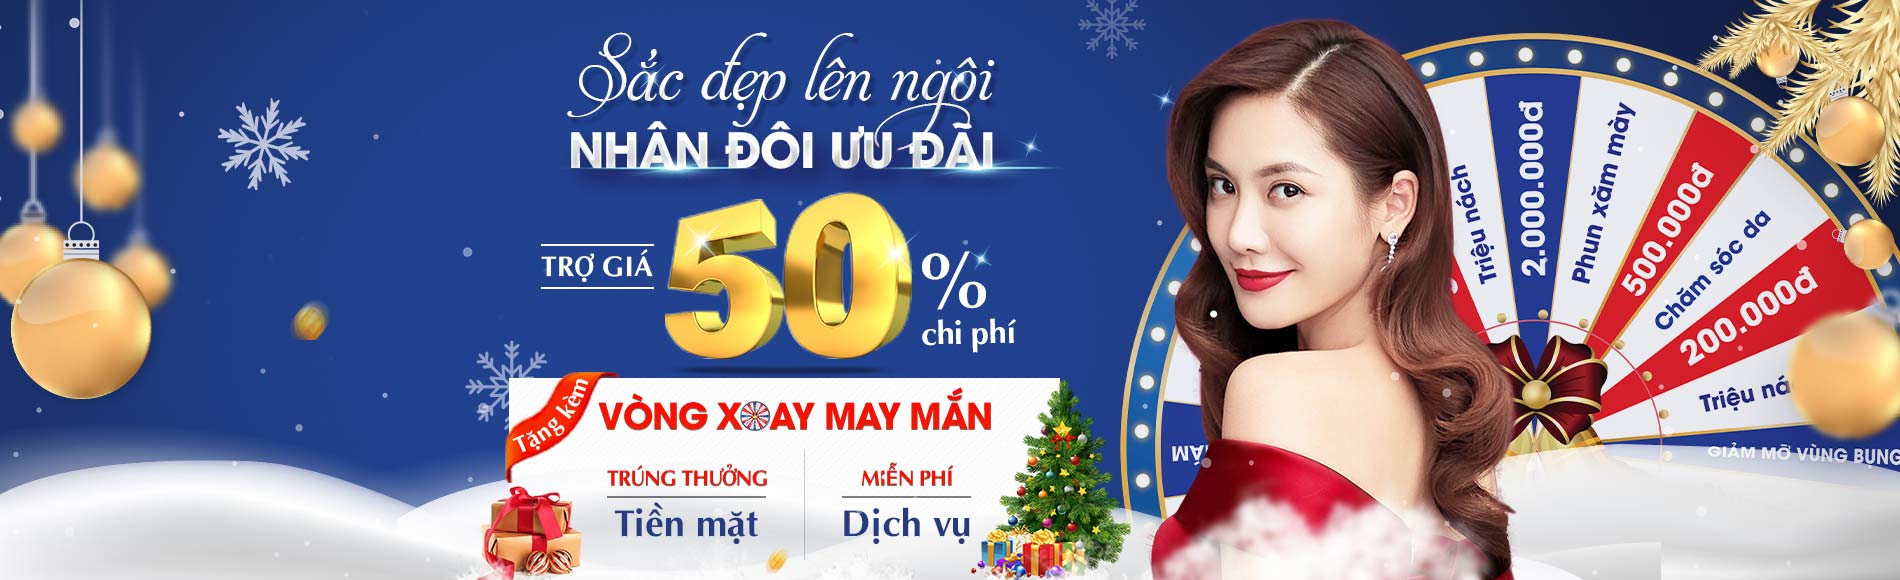 Sắc đẹp lên ngôi
NHÂN ĐÔI ƯU ĐÃI
TRỢ GIÁ
50%
chi phí
Tặng kèm
VÒNG XOAY MAY MẮN
TRÚNG THƯỞNG
Tiền mặt
MIỄN PHÍ
Dịch vụ
Triệu nách
2.000.000đ
Phun xăm mày
500.000đ
Chăm sóc da
200.000đ
Triệu
GIẢM MỠ VÙNG BỤNG